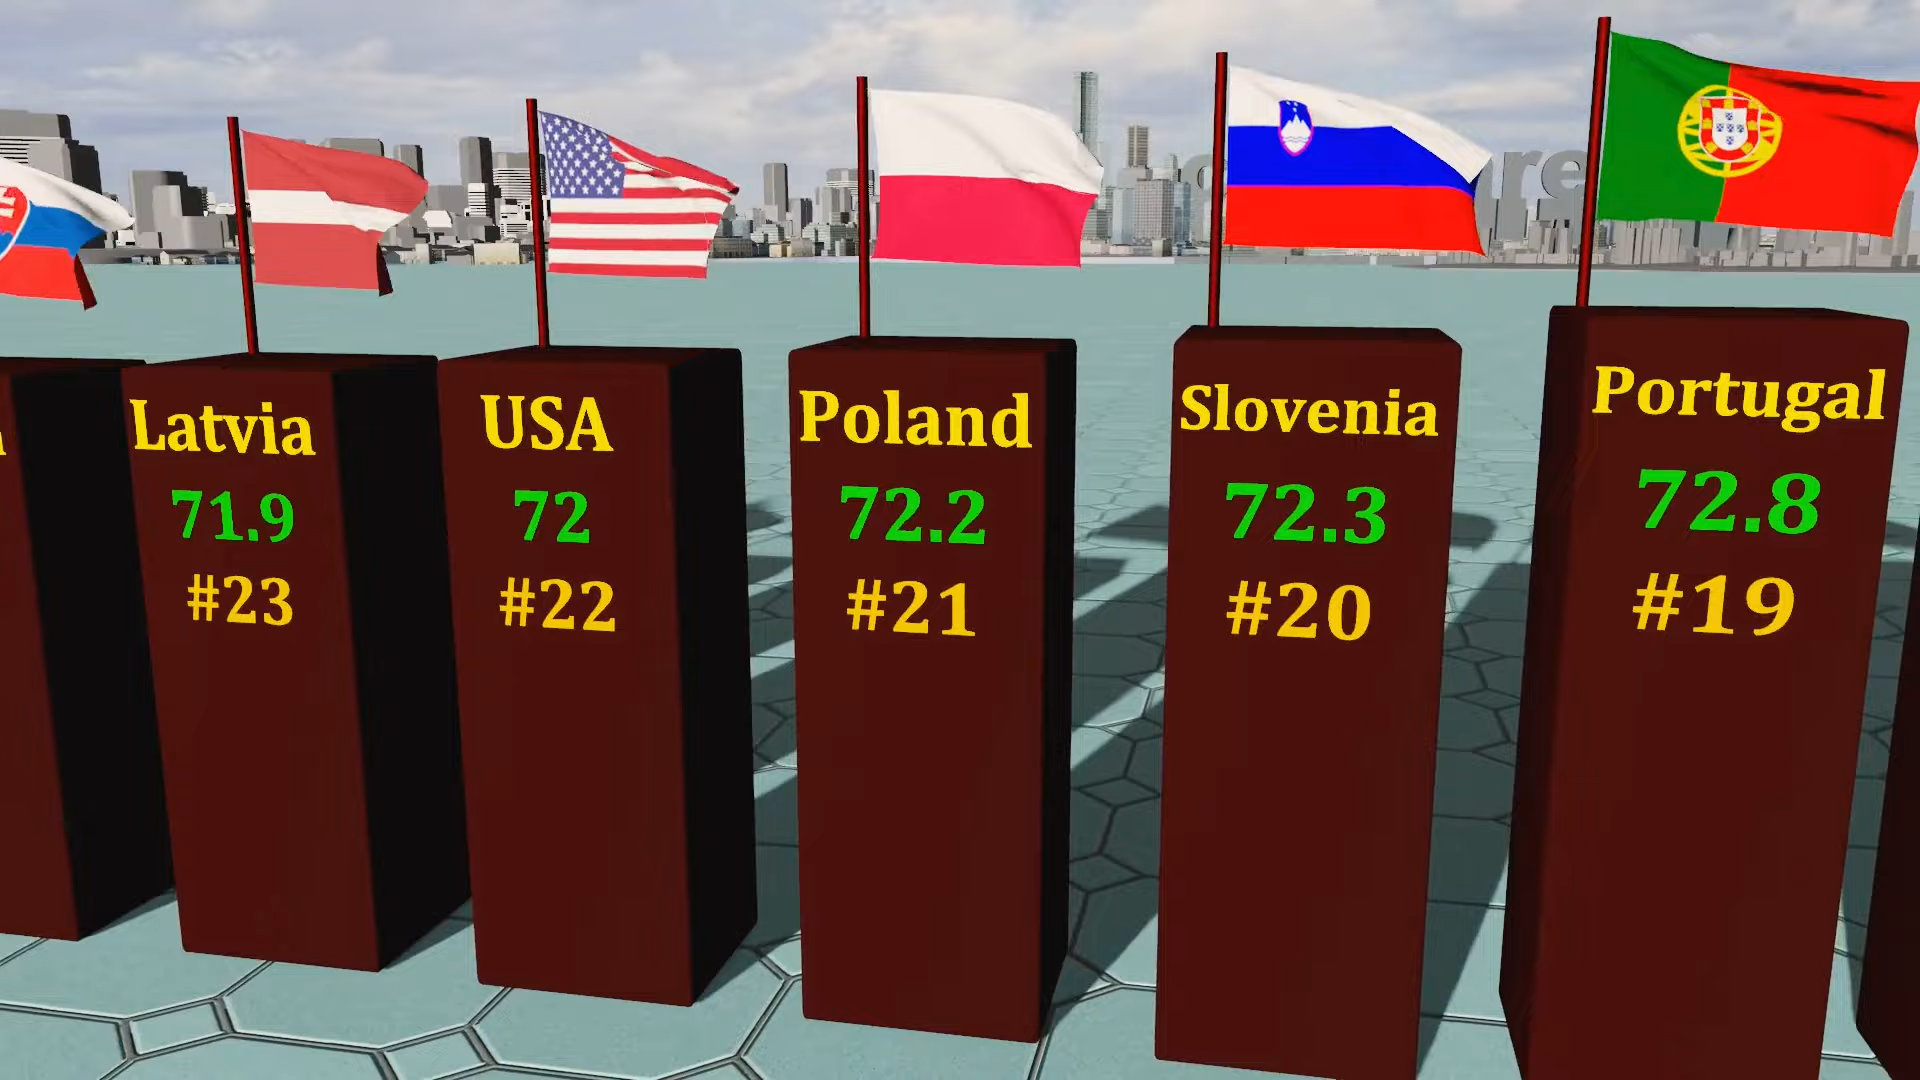 Latvia
71.9
#23
USA
72
#22
Poland
72.2
#21
Slovenia
72.3
#20
Portugal
72.8
#19